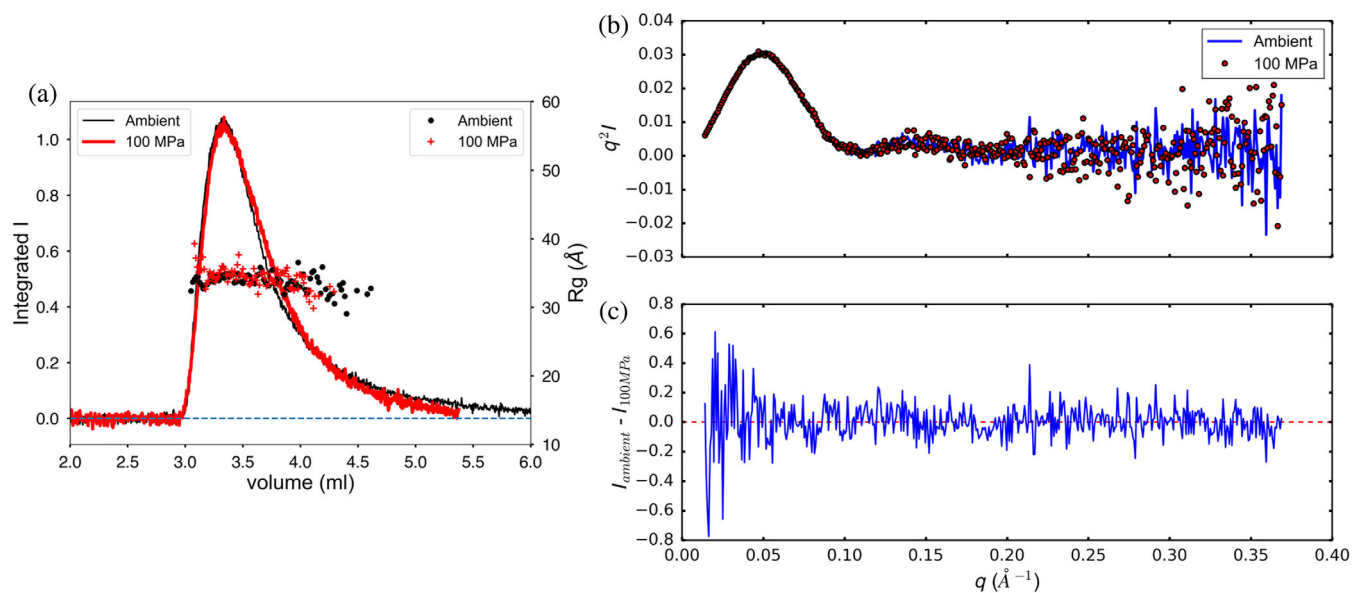 (a)
Ambient
100 MPa
Ambient
100 MPa
Integrated I
1.0
0.8
0.6
0.4
0.2
0.0
60
50
40
30
20
10
Rg (Å)
2.0 2.5 3.0 3.5 4.0 4.5 5.0 5.5 6.0
volume (ml)
(b)
Ambient
100 MPa
q²I
0.04
0.03
0.02
0.01
0.00
−0.01
−0.02
−0.03
(c)
I_ambient - I_100MPa
0.8
0.6
0.4
0.2
0.0
−0.2
−0.4
−0.6
−0.8
0.00 0.05 0.10 0.15 0.20 0.25 0.30 0.35 0.40
q (Å⁻¹)